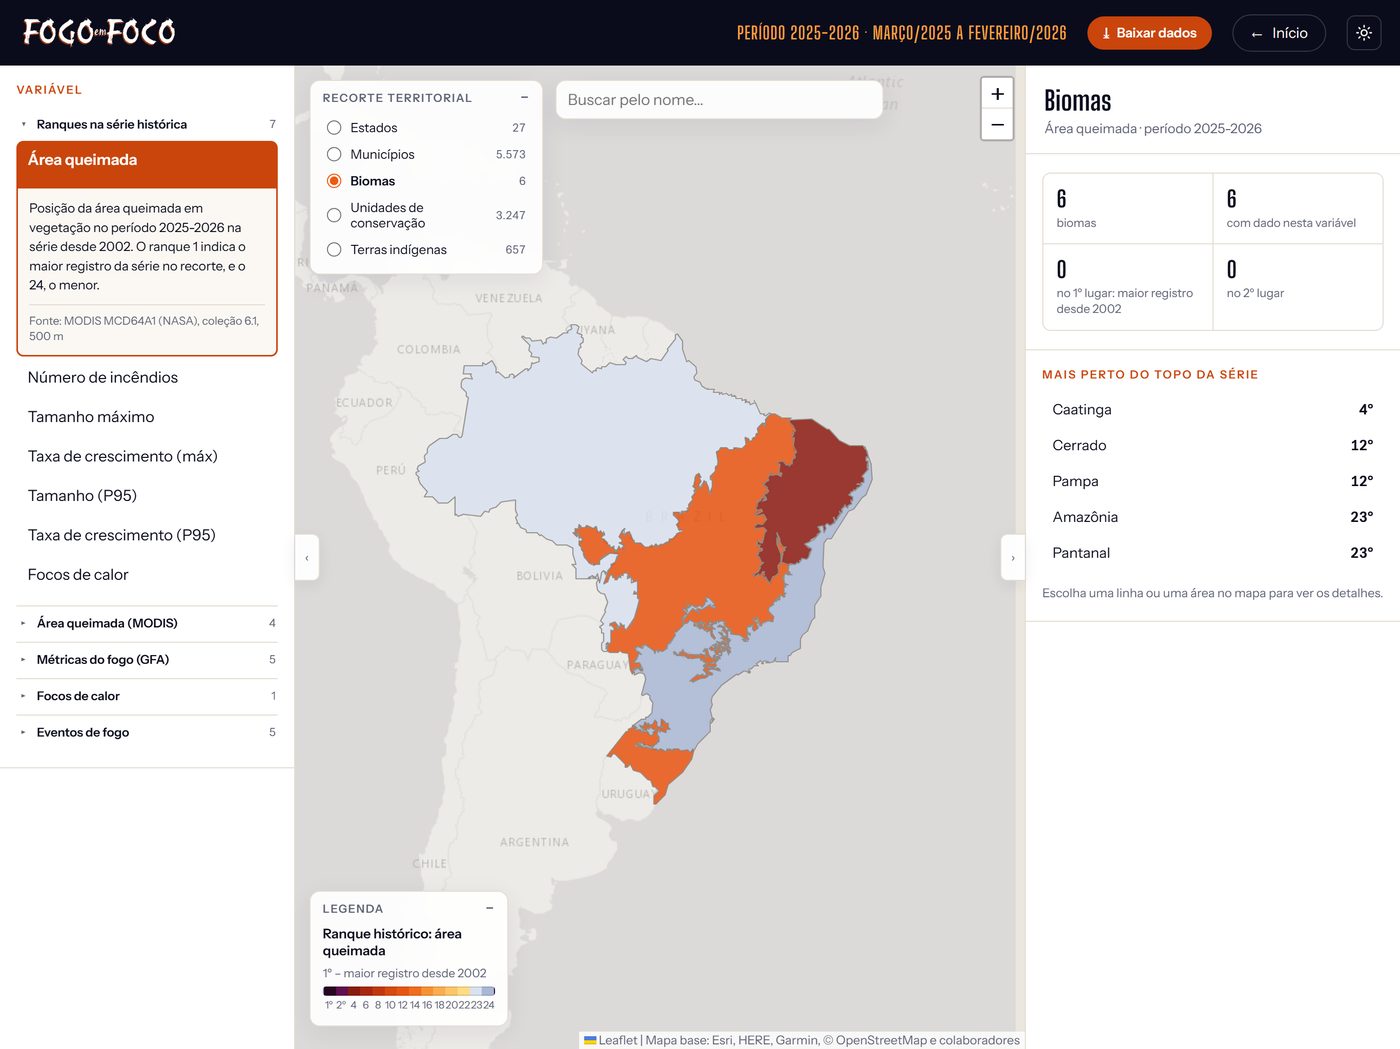 FOGO em FOCO
PERÍODO 2025-2026 · MARÇO/2025 A FEVEREIRO/2026
Baixar dados
← Início
VARIÁVEL
Ranques na série histórica 7
Área queimada
Posição da área queimada em
vegetação no período 2025-2026 na
série desde 2002. O ranque 1 indica o
maior registro da série no recorte, e o
24, o menor.
Fonte: MODIS MCD64A1 (NASA), coleção 6.1,
500 m
Número de incêndios
Tamanho máximo
Taxa de crescimento (máx)
Tamanho (P95)
Taxa de crescimento (P95)
Focos de calor
Área queimada (MODIS) 4
Métricas do fogo (GFA) 5
Focos de calor 1
Eventos de fogo 5
RECORTE TERRITORIAL −
Estados 27
Municípios 5.573
Biomas 6
Unidades de
conservação 3.247
Terras indígenas 657
Buscar pelo nome...
+
−
Atlantic
PANAMÁ
VENEZUELA
COLOMBIA
ECUADOR
PERÚ
BRAZIL
BOLIVIA
PARAGUAY
ARGENTINA
CHILE
‹
›
LEGENDA −
Ranque histórico: área
queimada
1° – maior registro desde 2002
1° 2° 4 6 8 10 12 14 16 18 20 22 23 24
Leaflet | Mapa base: Esri, HERE, Garmin, © OpenStreetMap e colaboradores
Biomas
Área queimada · período 2025-2026
6
biomas
6
com dado nesta variável
0
no 1° lugar: maior registro
desde 2002
0
no 2° lugar
MAIS PERTO DO TOPO DA SÉRIE
Caatinga 4°
Cerrado 12°
Pampa 12°
Amazônia 23°
Pantanal 23°
Escolha uma linha ou uma área no mapa para ver os detalhes.